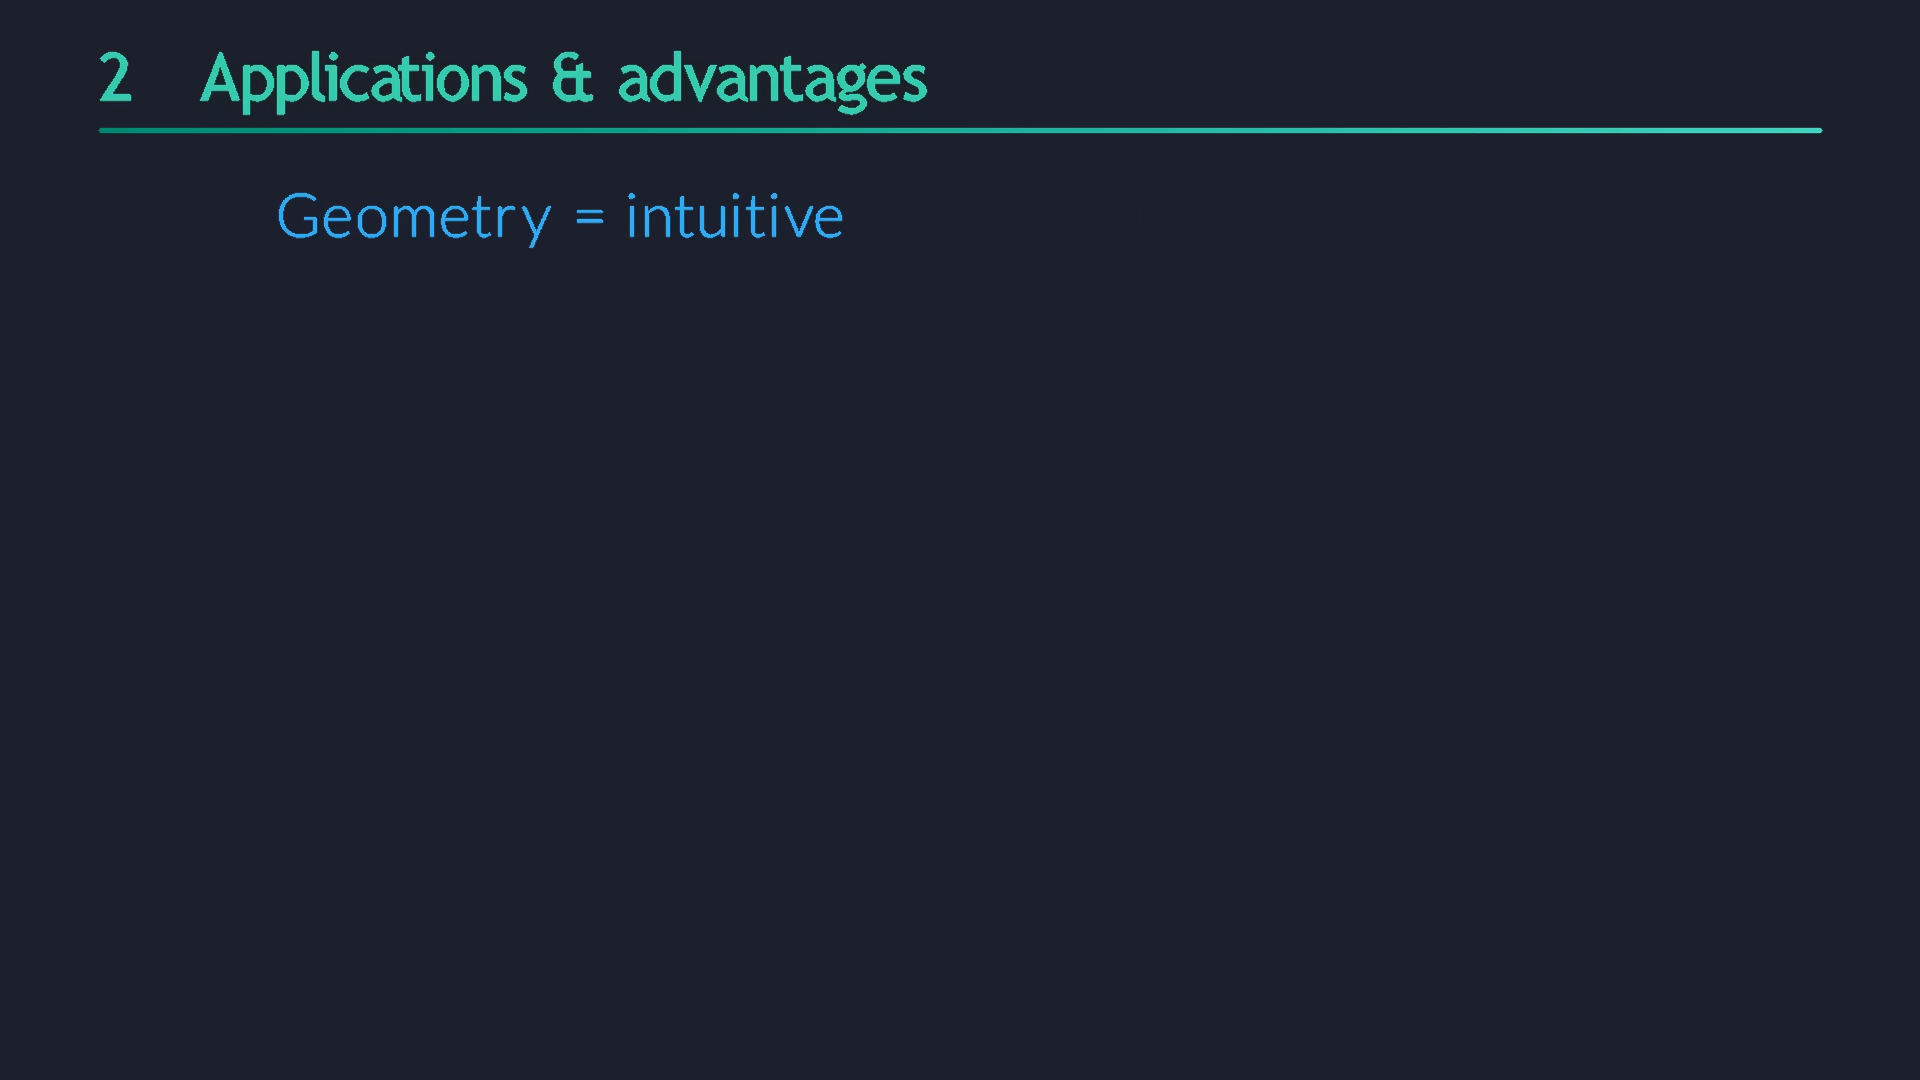 2 Applications & advantages
Geometry = intuitive